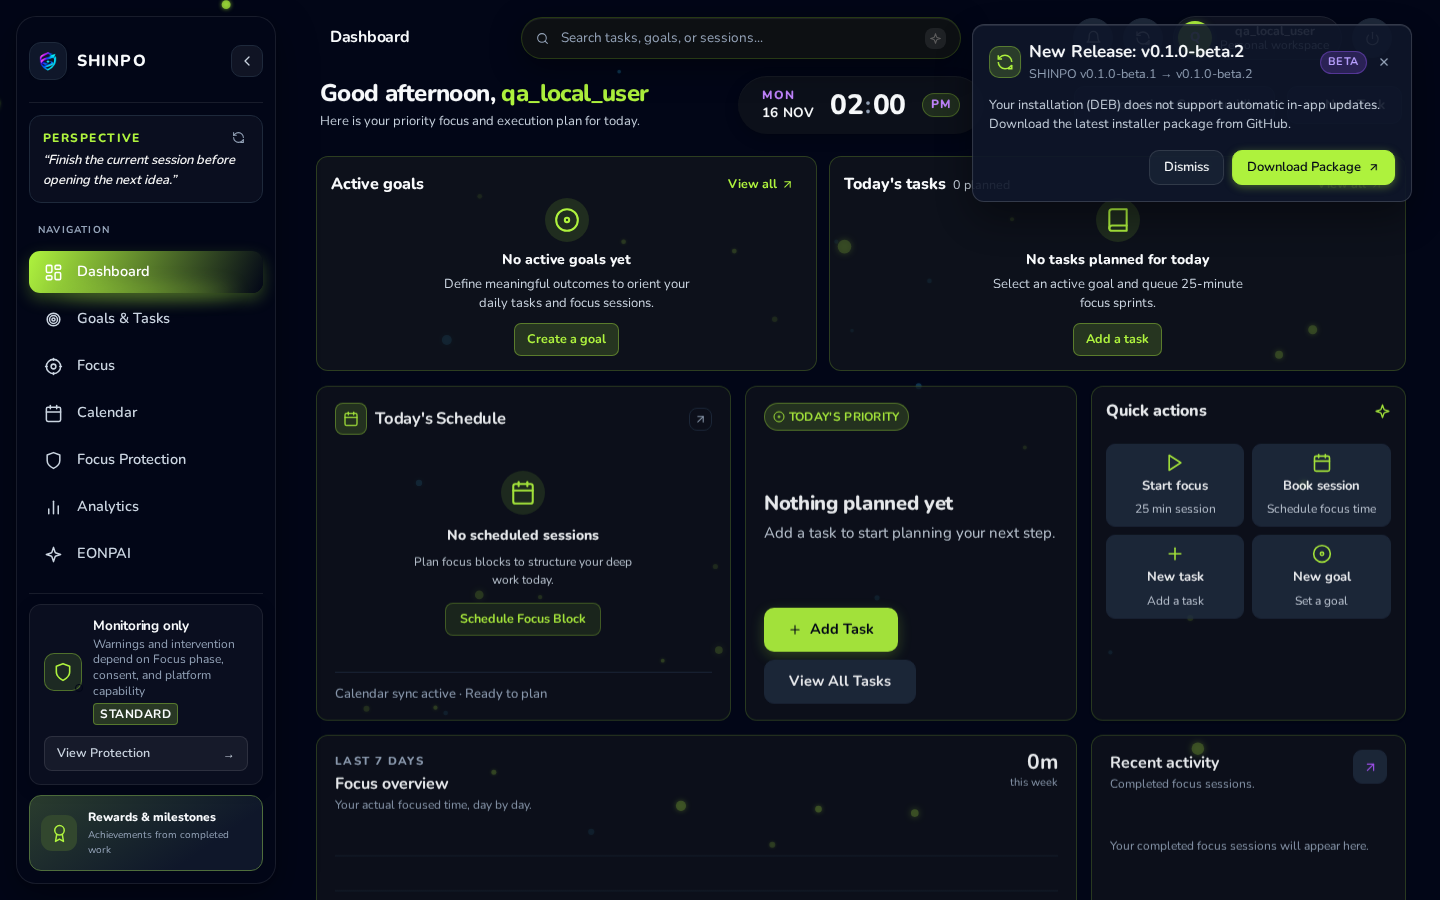 SHINPO
PERSPECTIVE
“Finish the current session before
opening the next idea.”
NAVIGATION
Dashboard
Goals & Tasks
Focus
Calendar
Focus Protection
Analytics
EONPAI
Monitoring only
Warnings and intervention
depend on Focus phase,
consent, and platform
capability
STANDARD
View Protection →
Rewards & milestones
Achievements from completed
work
Dashboard
Search tasks, goals, or sessions...
Good afternoon, qa_local_user
Here is your priority focus and execution plan for today.
MON
16 NOV
02:00
PM
qa_local_user
New Release: v0.1.0-beta.2
SHINPO v0.1.0-beta.1 → v0.1.0-beta.2
BETA
Your installation (DEB) does not support automatic in-app updates.
Download the latest installer package from GitHub.
Dismiss
Download Package
Active goals
View all
No active goals yet
Define meaningful outcomes to orient your
daily tasks and focus sessions.
Create a goal
Today's tasks 0 planned
No tasks planned for today
Select an active goal and queue 25-minute
focus sprints.
Add a task
Today's Schedule
No scheduled sessions
Plan focus blocks to structure your deep
work today.
Schedule Focus Block
Calendar sync active · Ready to plan
TODAY'S PRIORITY
Nothing planned yet
Add a task to start planning your next step.
+ Add Task
View All Tasks
Quick actions
Start focus
25 min session
Book session
Schedule focus time
New task
Add a task
New goal
Set a goal
LAST 7 DAYS
Focus overview
Your actual focused time, day by day.
0m
this week
Recent activity
Completed focus sessions.
Your completed focus sessions will appear here.